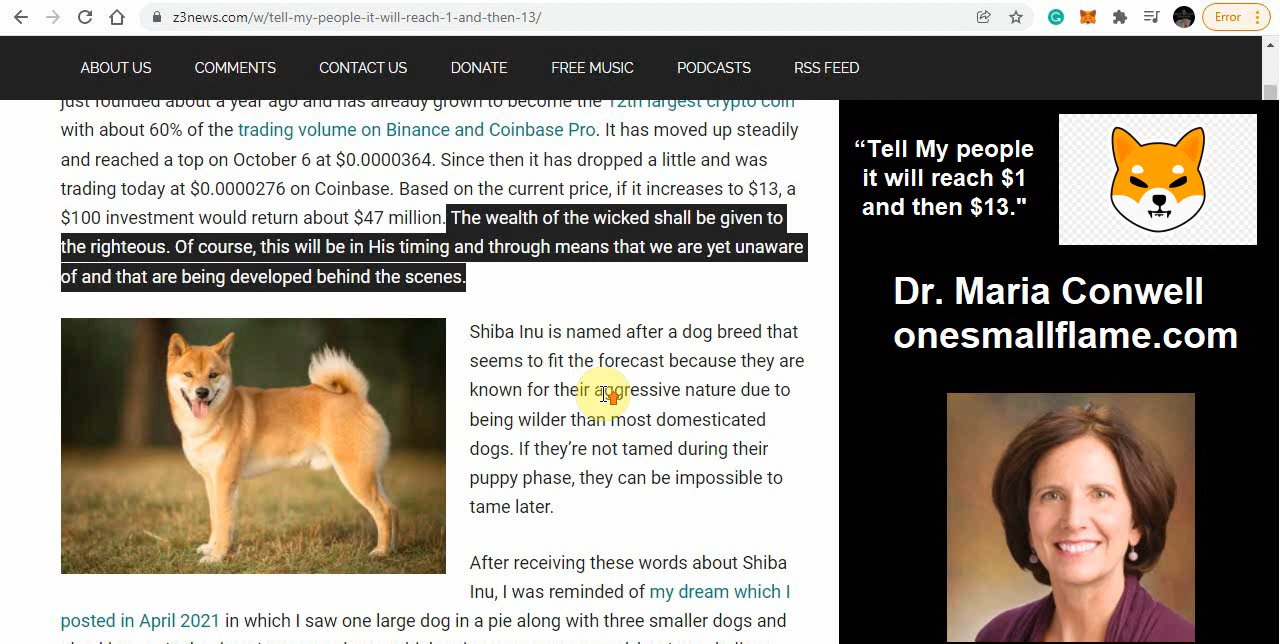 z3news.com/w/tell-my-people-it-will-reach-1-and-then-13/
Error
ABOUT US
COMMENTS
CONTACT US
DONATE
FREE MUSIC
PODCASTS
RSS FEED
just founded about a year ago and has already grown to become the 12th largest crypto coin
with about 60% of the trading volume on Binance and Coinbase Pro. It has moved up steadily
and reached a top on October 6 at $0.0000364. Since then it has dropped a little and was
trading today at $0.0000276 on Coinbase. Based on the current price, if it increases to $13, a
$100 investment would return about $47 million. The wealth of the wicked shall be given to
the righteous. Of course, this will be in His timing and through means that we are yet unaware
of and that are being developed behind the scenes.
Shiba Inu is named after a dog breed that
seems to fit the forecast because they are
known for their aggressive nature due to
being wilder than most domesticated
dogs. If they’re not tamed during their
puppy phase, they can be impossible to
tame later.
After receiving these words about Shiba
Inu, I was reminded of my dream which I
posted in April 2021 in which I saw one large dog in a pie along with three smaller dogs and
“Tell My people
it will reach $1
and then $13."
Dr. Maria Conwell
onesmallflame.com